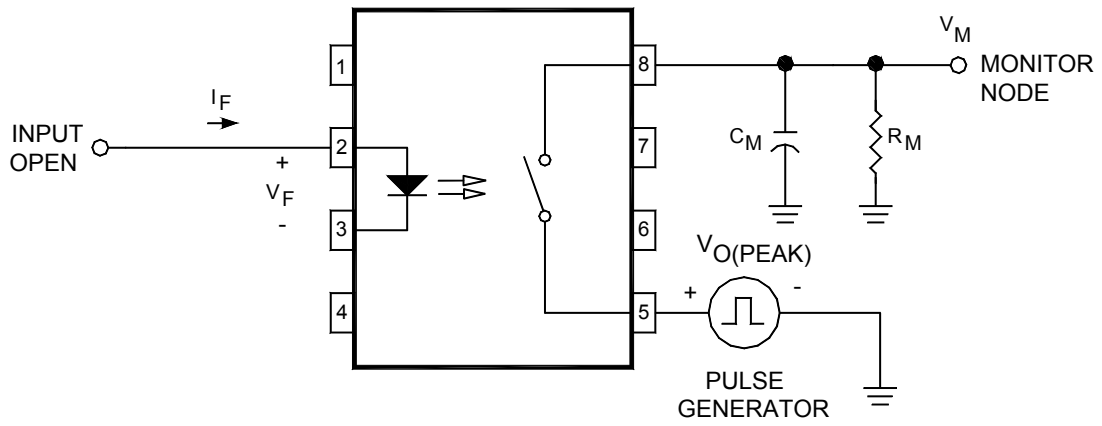 V_M
1
8
MONITOR
NODE
I_F
INPUT
OPEN
2
7
C_M
R_M
+
V_F
-
3
6
V_O(PEAK)
+
-
4
5
PULSE
GENERATOR